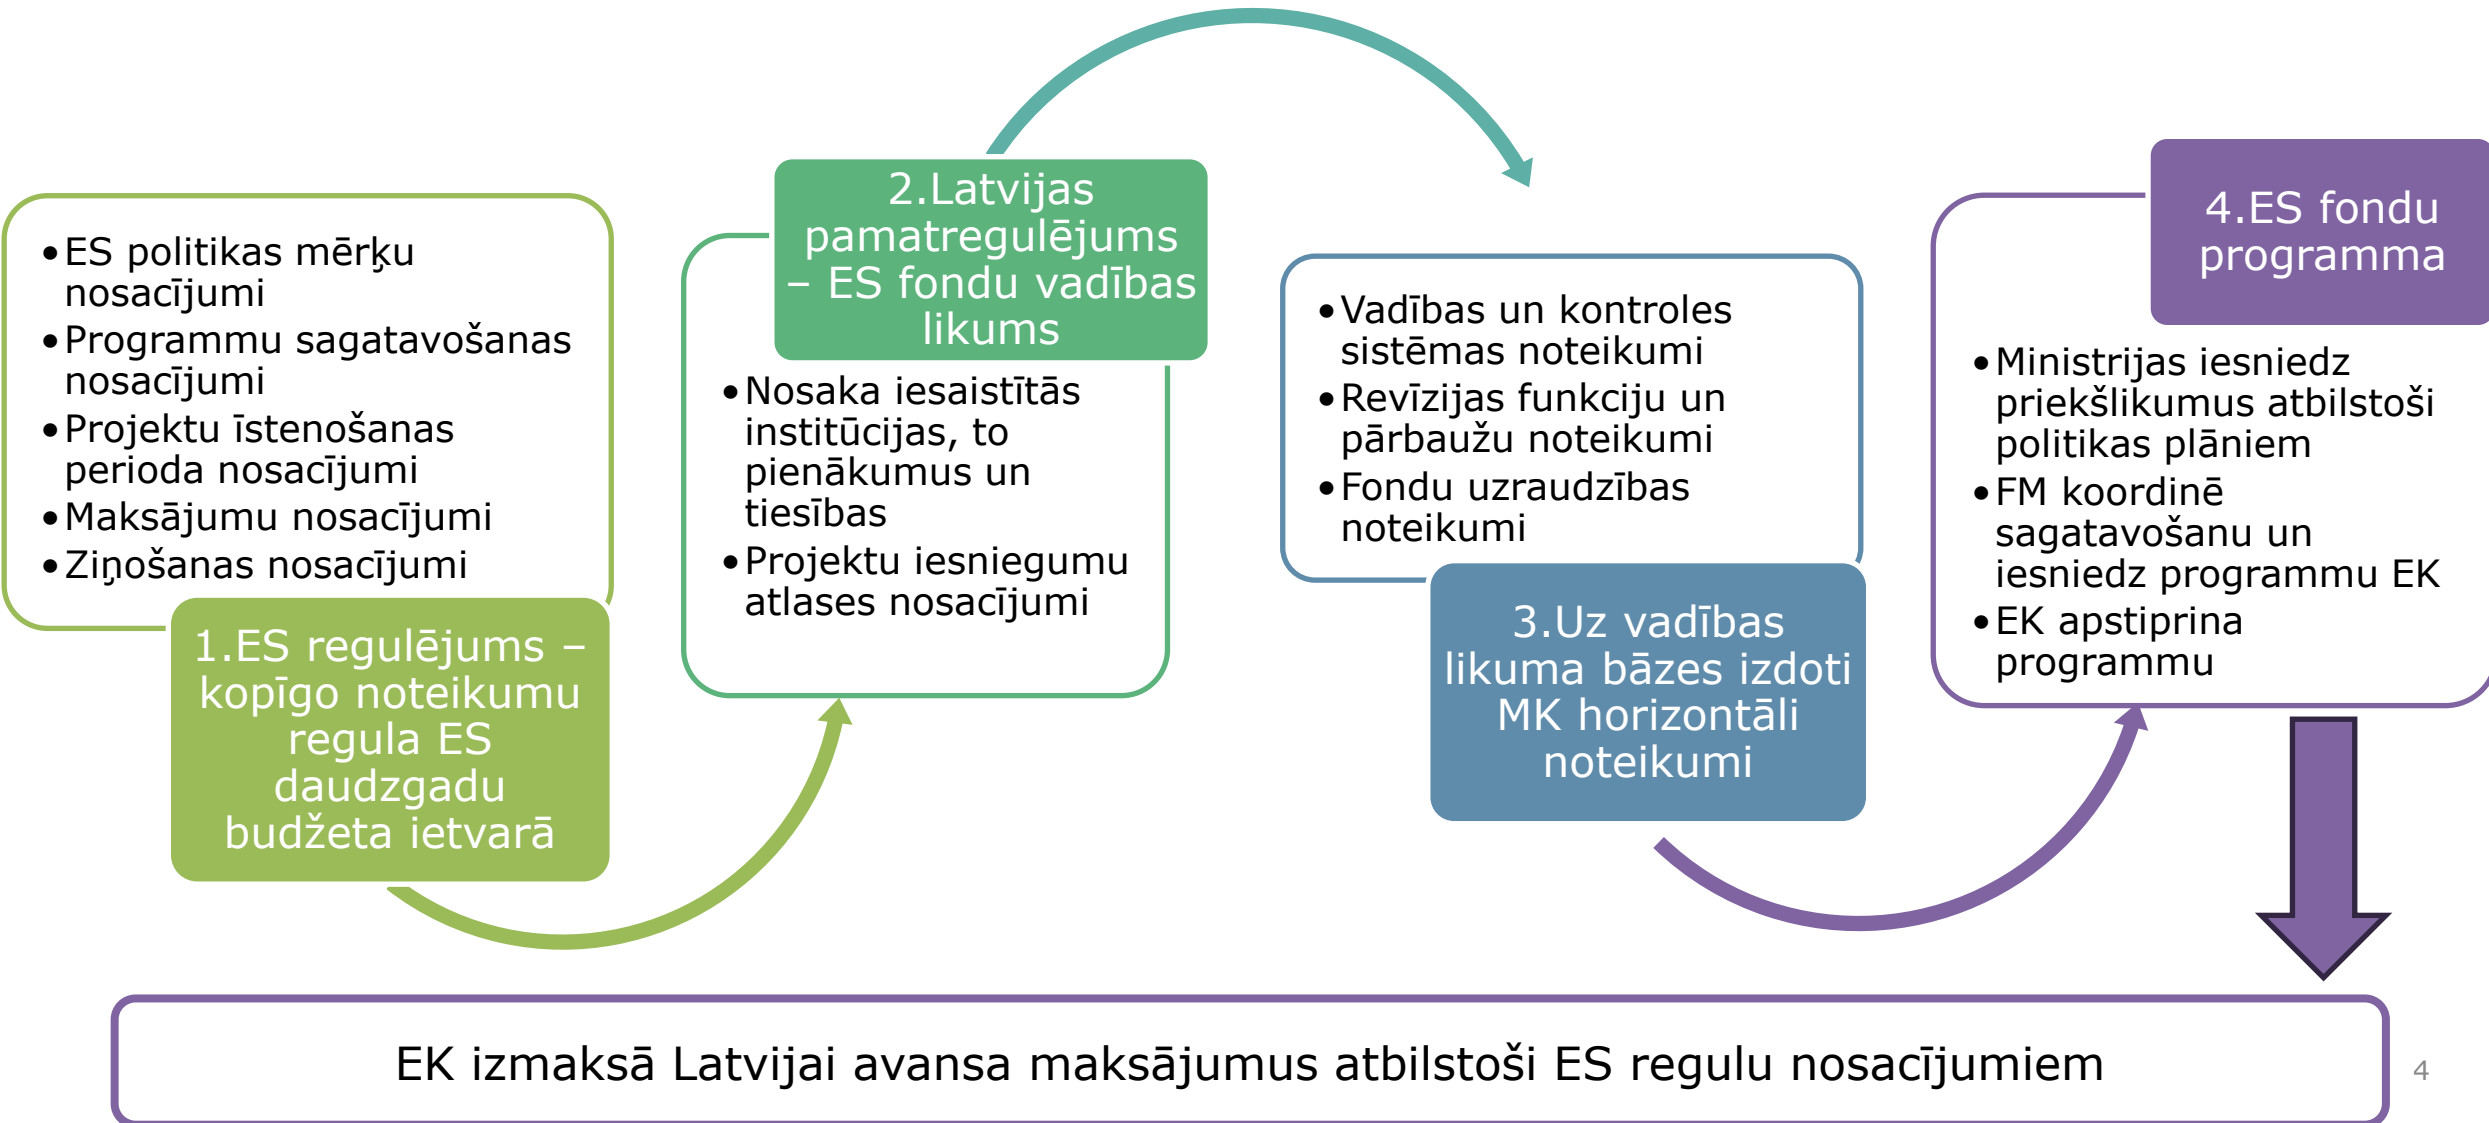 •ES politikas mērķu
nosacījumi
•Programmu sagatavošanas
nosacījumi
•Projektu īstenošanas
perioda nosacījumi
•Maksājumu nosacījumi
•Ziņošanas nosacījumi
1.ES regulējums –
kopīgo noteikumu
regula ES
daudzgadu
budžeta ietvarā
2.Latvijas
pamatregulējums
– ES fondu vadības
likums
•Nosaka iesaistītās
institūcijas, to
pienākumus un
tiesības
•Projektu iesniegumu
atlases nosacījumi
•Vadības un kontroles
sistēmas noteikumi
•Revīzijas funkciju un
pārbaužu noteikumi
•Fondu uzraudzības
noteikumi
3.Uz vadības
likuma bāzes izdoti
MK horizontāli
noteikumi
4.ES fondu
programma
•Ministrijas iesniedz
priekšlikumus atbilstoši
politikas plāniem
•FM koordinē
sagatavošanu un
iesniedz programmu EK
•EK apstiprina
programmu
EK izmaksā Latvijai avansa maksājumus atbilstoši ES regulu nosacījumiem
4